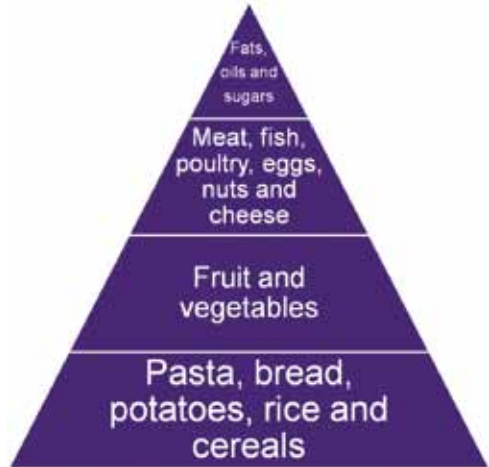 Fats,
oils and
sugars
Meat, fish,
poultry, eggs,
nuts and
cheese
Fruit and
vegetables
Pasta, bread,
potatoes, rice and
cereals